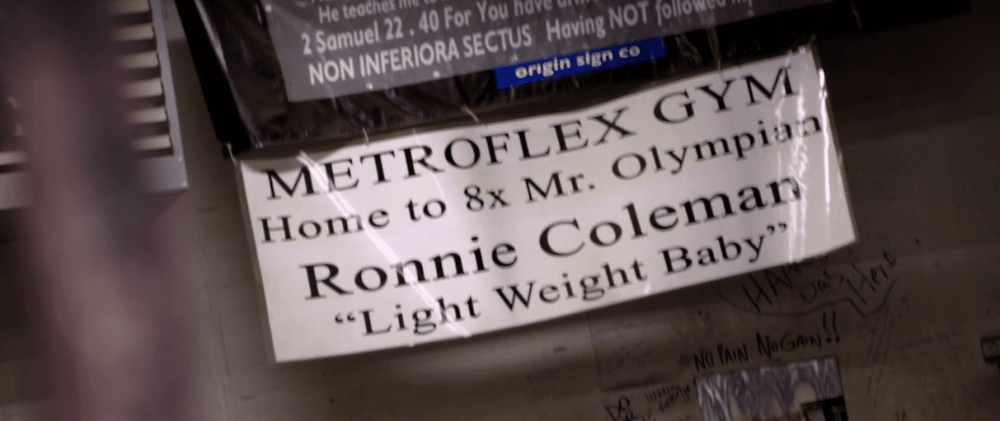 He teaches me
2 Samuel 22 . 40 For You have
NON INFERIORA SECTUS Having NOT followed
origin sign co
METROFLEX GYM
Home to 8x Mr. Olympian
Ronnie Coleman
“Light Weight Baby”
Was Here
NO PAIN NO GAIN!!